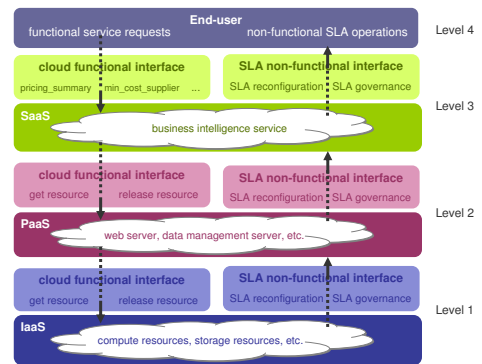 End-user
functional service requests non-functional SLA operations
Level 4
cloud functional interface SLA non-functional interface
pricing_summary min_cost_supplier ... SLA reconfiguration SLA governance
Level 3
SaaS
business intelligence service
cloud functional interface SLA non-functional interface
get resource release resource SLA reconfiguration SLA governance
Level 2
PaaS
web server, data management server, etc.
cloud functional interface SLA non-functional interface
get resource release resource SLA reconfiguration SLA governance
Level 1
IaaS
compute resources, storage resources, etc.